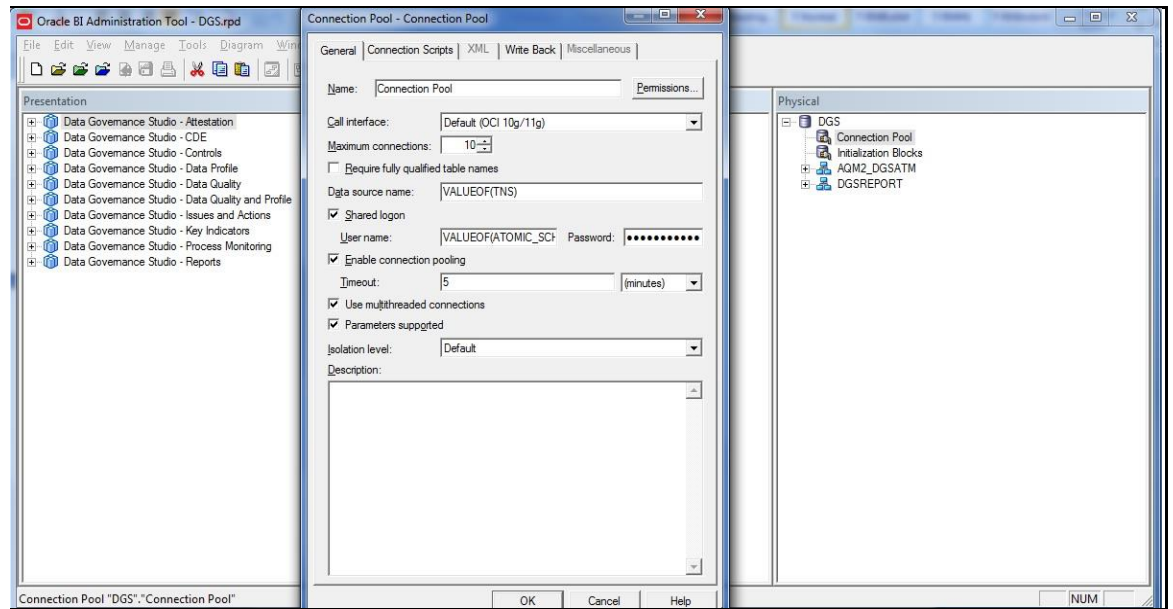 Oracle BI Administration Tool - DGS.rpd
File Edit View Manage Tools Diagram
Presentation
Data Governance Studio - Attestation
Data Governance Studio - CDE
Data Governance Studio - Controls
Data Governance Studio - Data Profile
Data Governance Studio - Data Quality
Data Governance Studio - Data Quality and Profile
Data Governance Studio - Issues and Actions
Data Governance Studio - Key Indicators
Data Governance Studio - Process Monitoring
Data Governance Studio - Reports
Connection Pool "DGS"."Connection Pool"
Connection Pool - Connection Pool
General Connection Scripts XML Write Back Miscellaneous
Name: Connection Pool Permissions...
Call interface: Default (OCI 10g/11g)
Maximum connections: 10
Require fully qualified table names
Data source name: VALUEOF(TNS)
Shared logon
User name: VALUEOF(ATOMIC_SCH Password:
Enable connection pooling
Timeout: 5 (minutes)
Use multithreaded connections
Parameters supported
Isolation level: Default
Description:
OK Cancel Help
Physical
DGS
Connection Pool
Initialization Blocks
AQM2_DGSATM
DGSREPORT
NUM